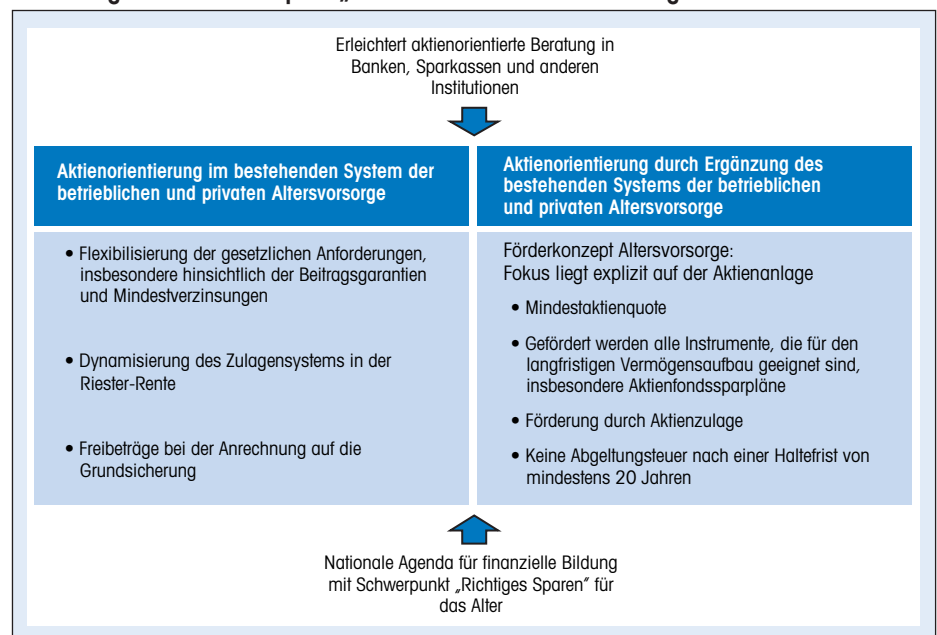 Erleichtert aktienorientierte Beratung in
Banken, Sparkassen und anderen
Institutionen
Aktienorientierung im bestehenden System der
betrieblichen und privaten Altersvorsorge
• Flexibilisierung der gesetzlichen Anforderungen,
insbesondere hinsichtlich der Beitragsgarantien
und Mindestverzinsungen
• Dynamisierung des Zulagensystems in der
Riester-Rente
• Freibeträge bei der Anrechnung auf die
Grundsicherung
Aktienorientierung durch Ergänzung des
bestehenden Systems der betrieblichen
und privaten Altersvorsorge
Förderkonzept Altersvorsorge:
Fokus liegt explizit auf der Aktienanlage
• Mindestaktienquote
• Gefördert werden alle Instrumente, die für den
langfristigen Vermögensaufbau geeignet sind,
insbesondere Aktienfondssparpläne
• Förderung durch Aktienzulage
• Keine Abgeltungsteuer nach einer Haltefrist von
mindestens 20 Jahren
Nationale Agenda für finanzielle Bildung
mit Schwerpunkt „Richtiges Sparen“ für
das Alter